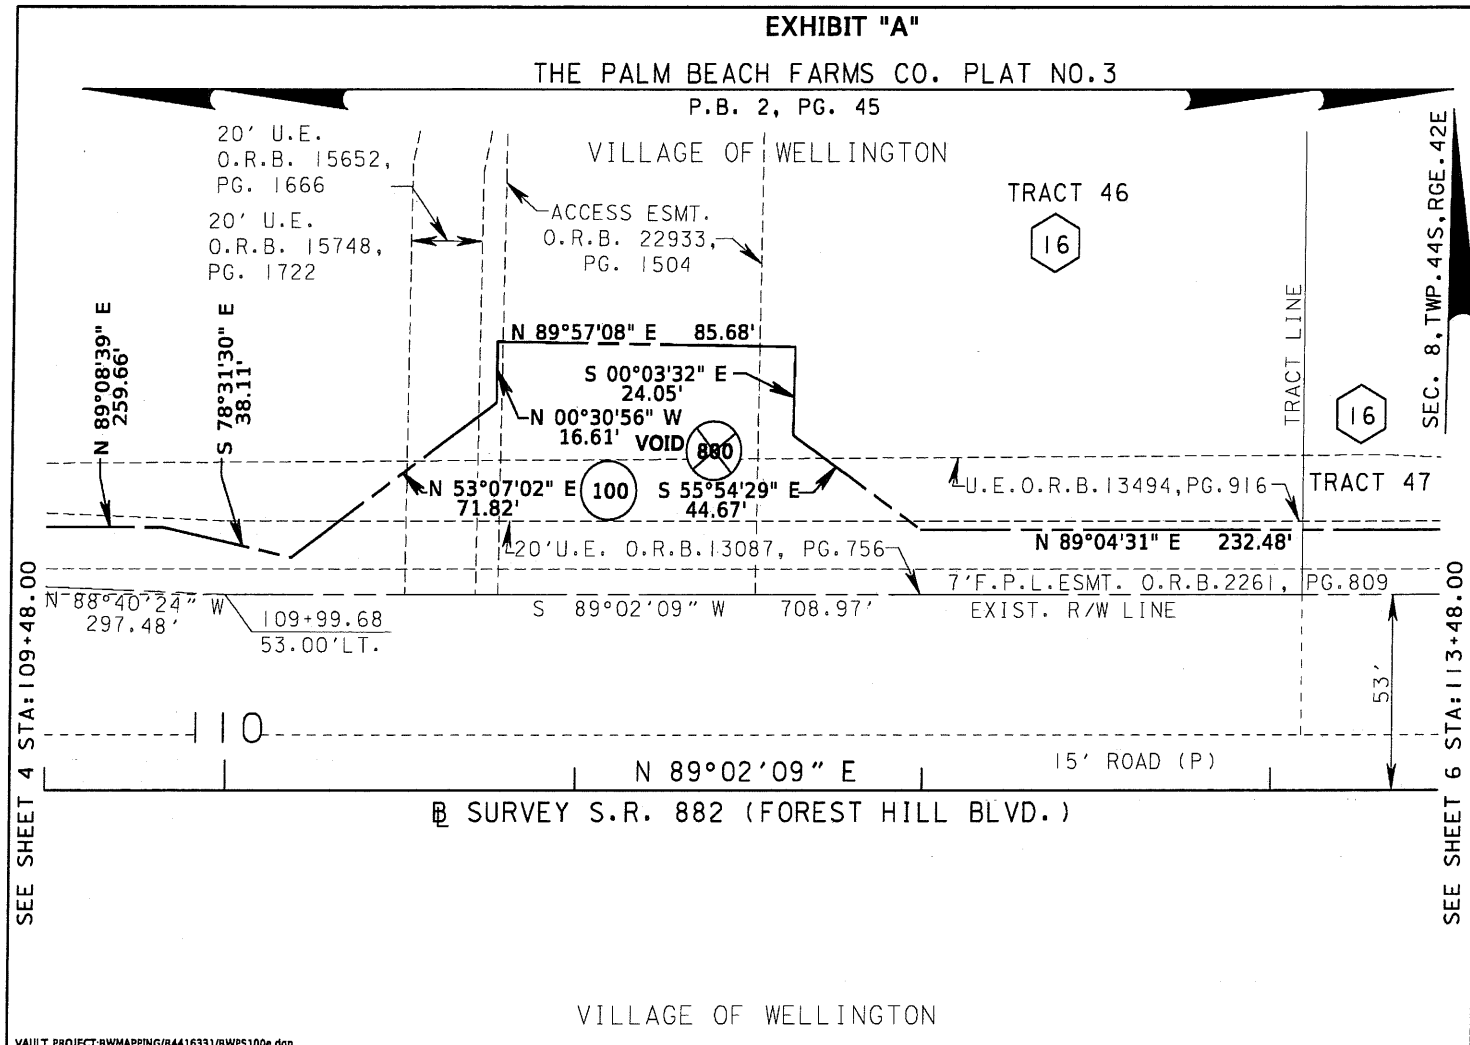 EXHIBIT "A"
THE PALM BEACH FARMS CO. PLAT NO.3
P.B. 2, PG. 45
20' U.E.
O.R.B. 15652,
PG. 1666
20' U.E.
O.R.B. 15748,
PG. 1722
VILLAGE OF WELLINGTON
ACCESS ESMT.
O.R.B. 22933,
PG. 1504
TRACT 46
16
TRACT LINE
SEC. 8, TWP. 44S, RGE. 42E
16
TRACT 47
N 89°08'39" E
259.66'
S 78°31'30" E
38.11'
N 89°57'08" E 85.68'
S 00°03'32" E
24.05'
N 00°30'56" W
16.61'
VOID
800
N 53°07'02" E
71.82'
100
S 55°54'29" E
44.67'
U.E.O.R.B.13494,PG.916
20'U.E. O.R.B.13087, PG.756
N 89°04'31" E 232.48'
7'F.P.L.ESMT. O.R.B.2261, PG.809
N 88°40'24" W
297.48'
109+99.68
53.00'LT.
S 89°02'09" W 708.97'
EXIST. R/W LINE
53'
110
15' ROAD (P)
N 89°02'09" E
BL SURVEY S.R. 882 (FOREST HILL BLVD.)
SEE SHEET 4 STA:109+48.00
SEE SHEET 6 STA:113+48.00
VILLAGE OF WELLINGTON